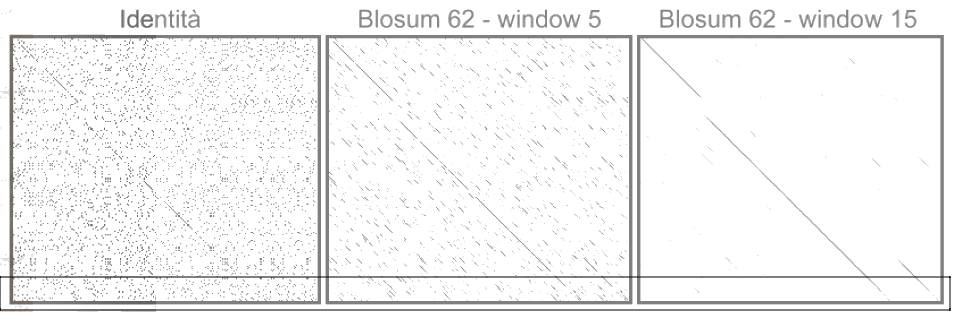 Identità
Blosum 62 - window 5
Blosum 62 - window 15